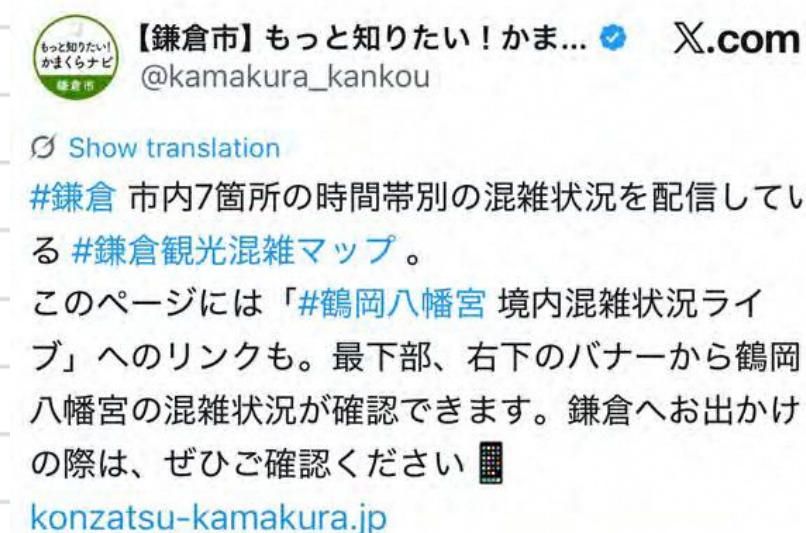 もっと知りたい!
かまくらナビ
鎌倉市
【鎌倉市】もっと知りたい！かま...
X.com
@kamakura_kankou
Show translation
#鎌倉 市内7箇所の時間帯別の混雑状況を配信してい
る #鎌倉観光混雑マップ 。
このページには「#鶴岡八幡宮 境内混雑状況ライ
ブ」へのリンクも。最下部、右下のバナーから鶴岡
八幡宮の混雑状況が確認できます。鎌倉へお出かけ
の際は、ぜひご確認ください📱
konzatsu-kamakura.jp